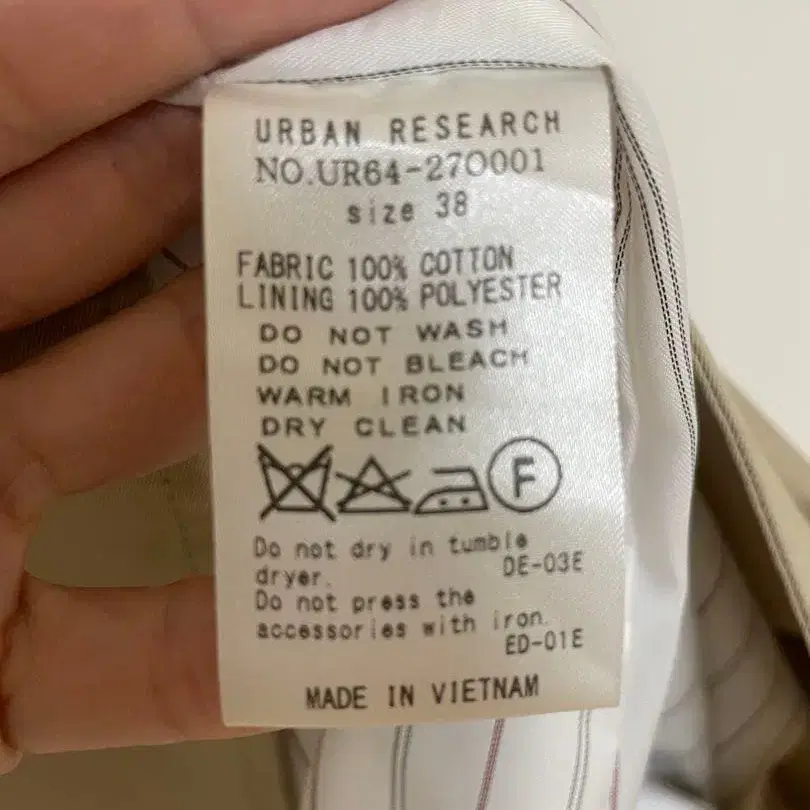 URBAN RESEARCH
NO.UR64-270001
size 38
FABRIC 100% COTTON
LINING 100% POLYESTER
DO NOT WASH
DO NOT BLEACH
WARM IRON
DRY CLEAN
F
Do not dry in tumble
dryer. DE-03E
Do not press the
accessories with iron.
ED-01E
MADE IN VIETNAM